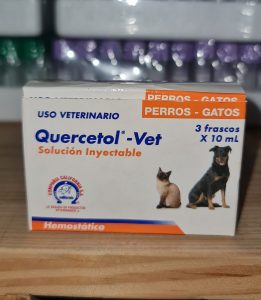 PERROS - GATOS
USO VETERINARIO
PERROS - GATOS
Quercetol®-Vet
Solución Inyectable
3 frascos
X 10 mL
Hemostático